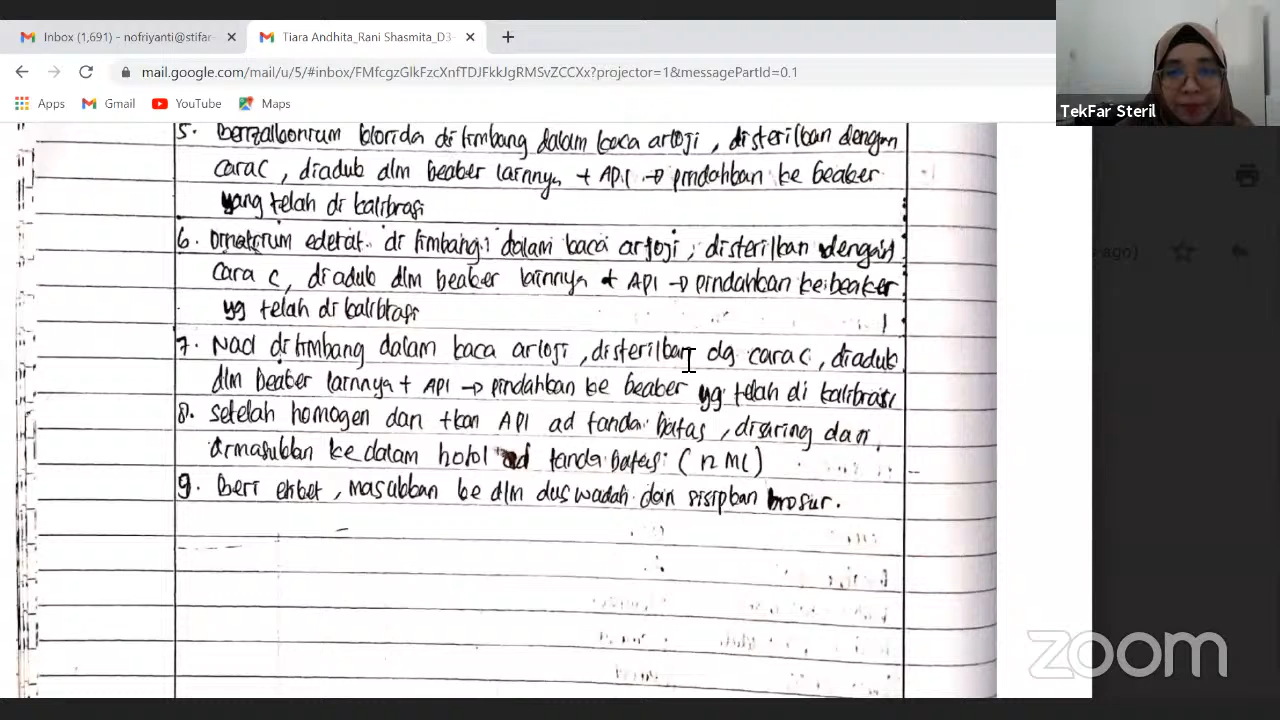 Inbox (1,691) - nofriyanti@stifar
Tiara Andhita_Rani Shasmita_D3-
mail.google.com/mail/u/5/#inbox/FMfcgzGlkFzcXnfTDJFkkJgRMSvZCCXx?projector=1&messagePartId=0.1
Apps Gmail YouTube Maps
TekFar Steril
ago)
5. Benzalkonium klorida ditimbang dalam kaca arloji, disterilkan dengan
cara C, diaduk dlm beaker lainnya + API → pindahkan ke beaker
yang telah di kalibrasi
6. Dinatrium edetat ditimbang dalam kaca arloji, disterilkan dengan
cara C, diaduk dlm beaker lainnya + API → pindahkan ke beaker
yg telah di kalibrasi
7. Nacl ditimbang dalam kaca arloji, disterilkan dg cara C, diaduk
dlm beaker lainnya + API → pindahkan ke beaker yg telah di kalibrasi
8. setelah homogen dan +kan API ad tanda batas, disaring dan
dimasukkan kedalam botol ad tanda batas (12 ml)
9. Beri etiket, masukkan ke dlm dus wadah dan sisipkan brosur.
zoom